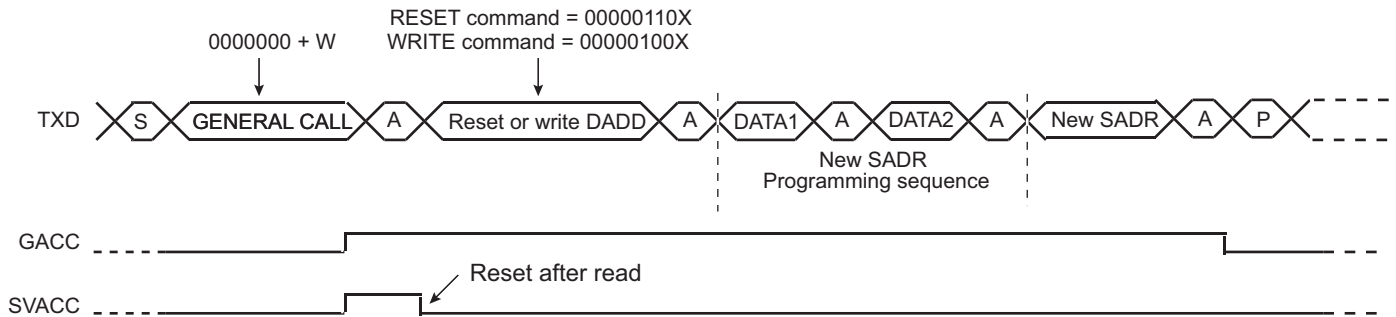 RESET command = 00000110X
0000000 + W
WRITE command = 00000100X
TXD S GENERAL CALL A Reset or write DADD A DATA1 A DATA2 A New SADR A P
New SADR
Programming sequence
GACC
Reset after read
SVACC